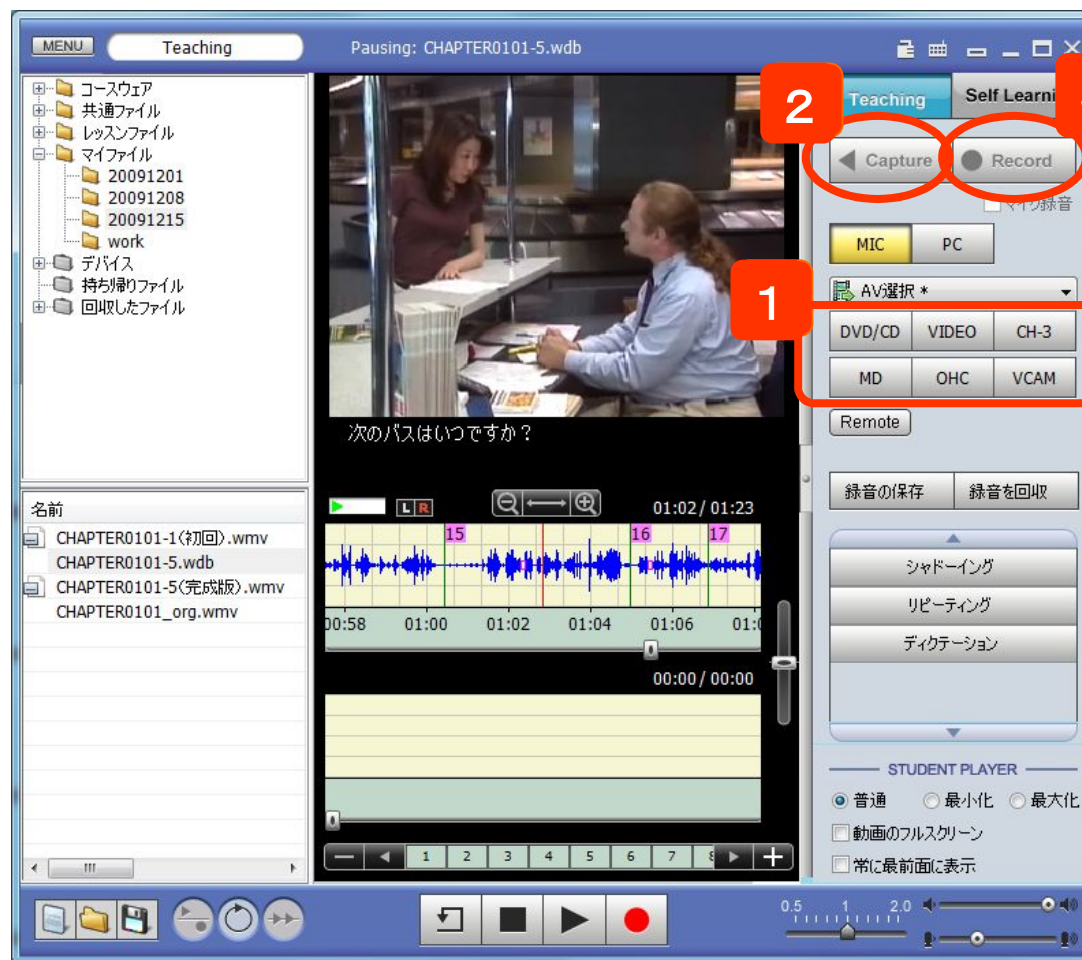 MENU Teaching Pausing: CHAPTER0101-5.wdb
コースウェア
共通ファイル
レッスンファイル
マイファイル
20091201
20091208
20091215
work
デバイス
持ち帰りファイル
回収したファイル
名前
CHAPTER0101-1(初回).wmv
CHAPTER0101-5.wdb
CHAPTER0101-5(完成版).wmv
CHAPTER0101_org.wmv
次のバスはいつですか?
L R 01:02 / 01:23
15 16 17
00:58 01:00 01:02 01:04 01:06 01:0
00:00 / 00:00
1 2 3 4 5 6 7 8
2
Teaching Self Learni
Capture Record
マイク録音
MIC PC
AV選択 *
1
DVD/CD VIDEO CH-3
MD OHC VCAM
Remote
録音の保存 録音を回収
シャドーイング
リピーティング
ディクテーション
STUDENT PLAYER
普通 最小化 最大化
動画のフルスクリーン
常に最前面に表示
0.5 1 2.0